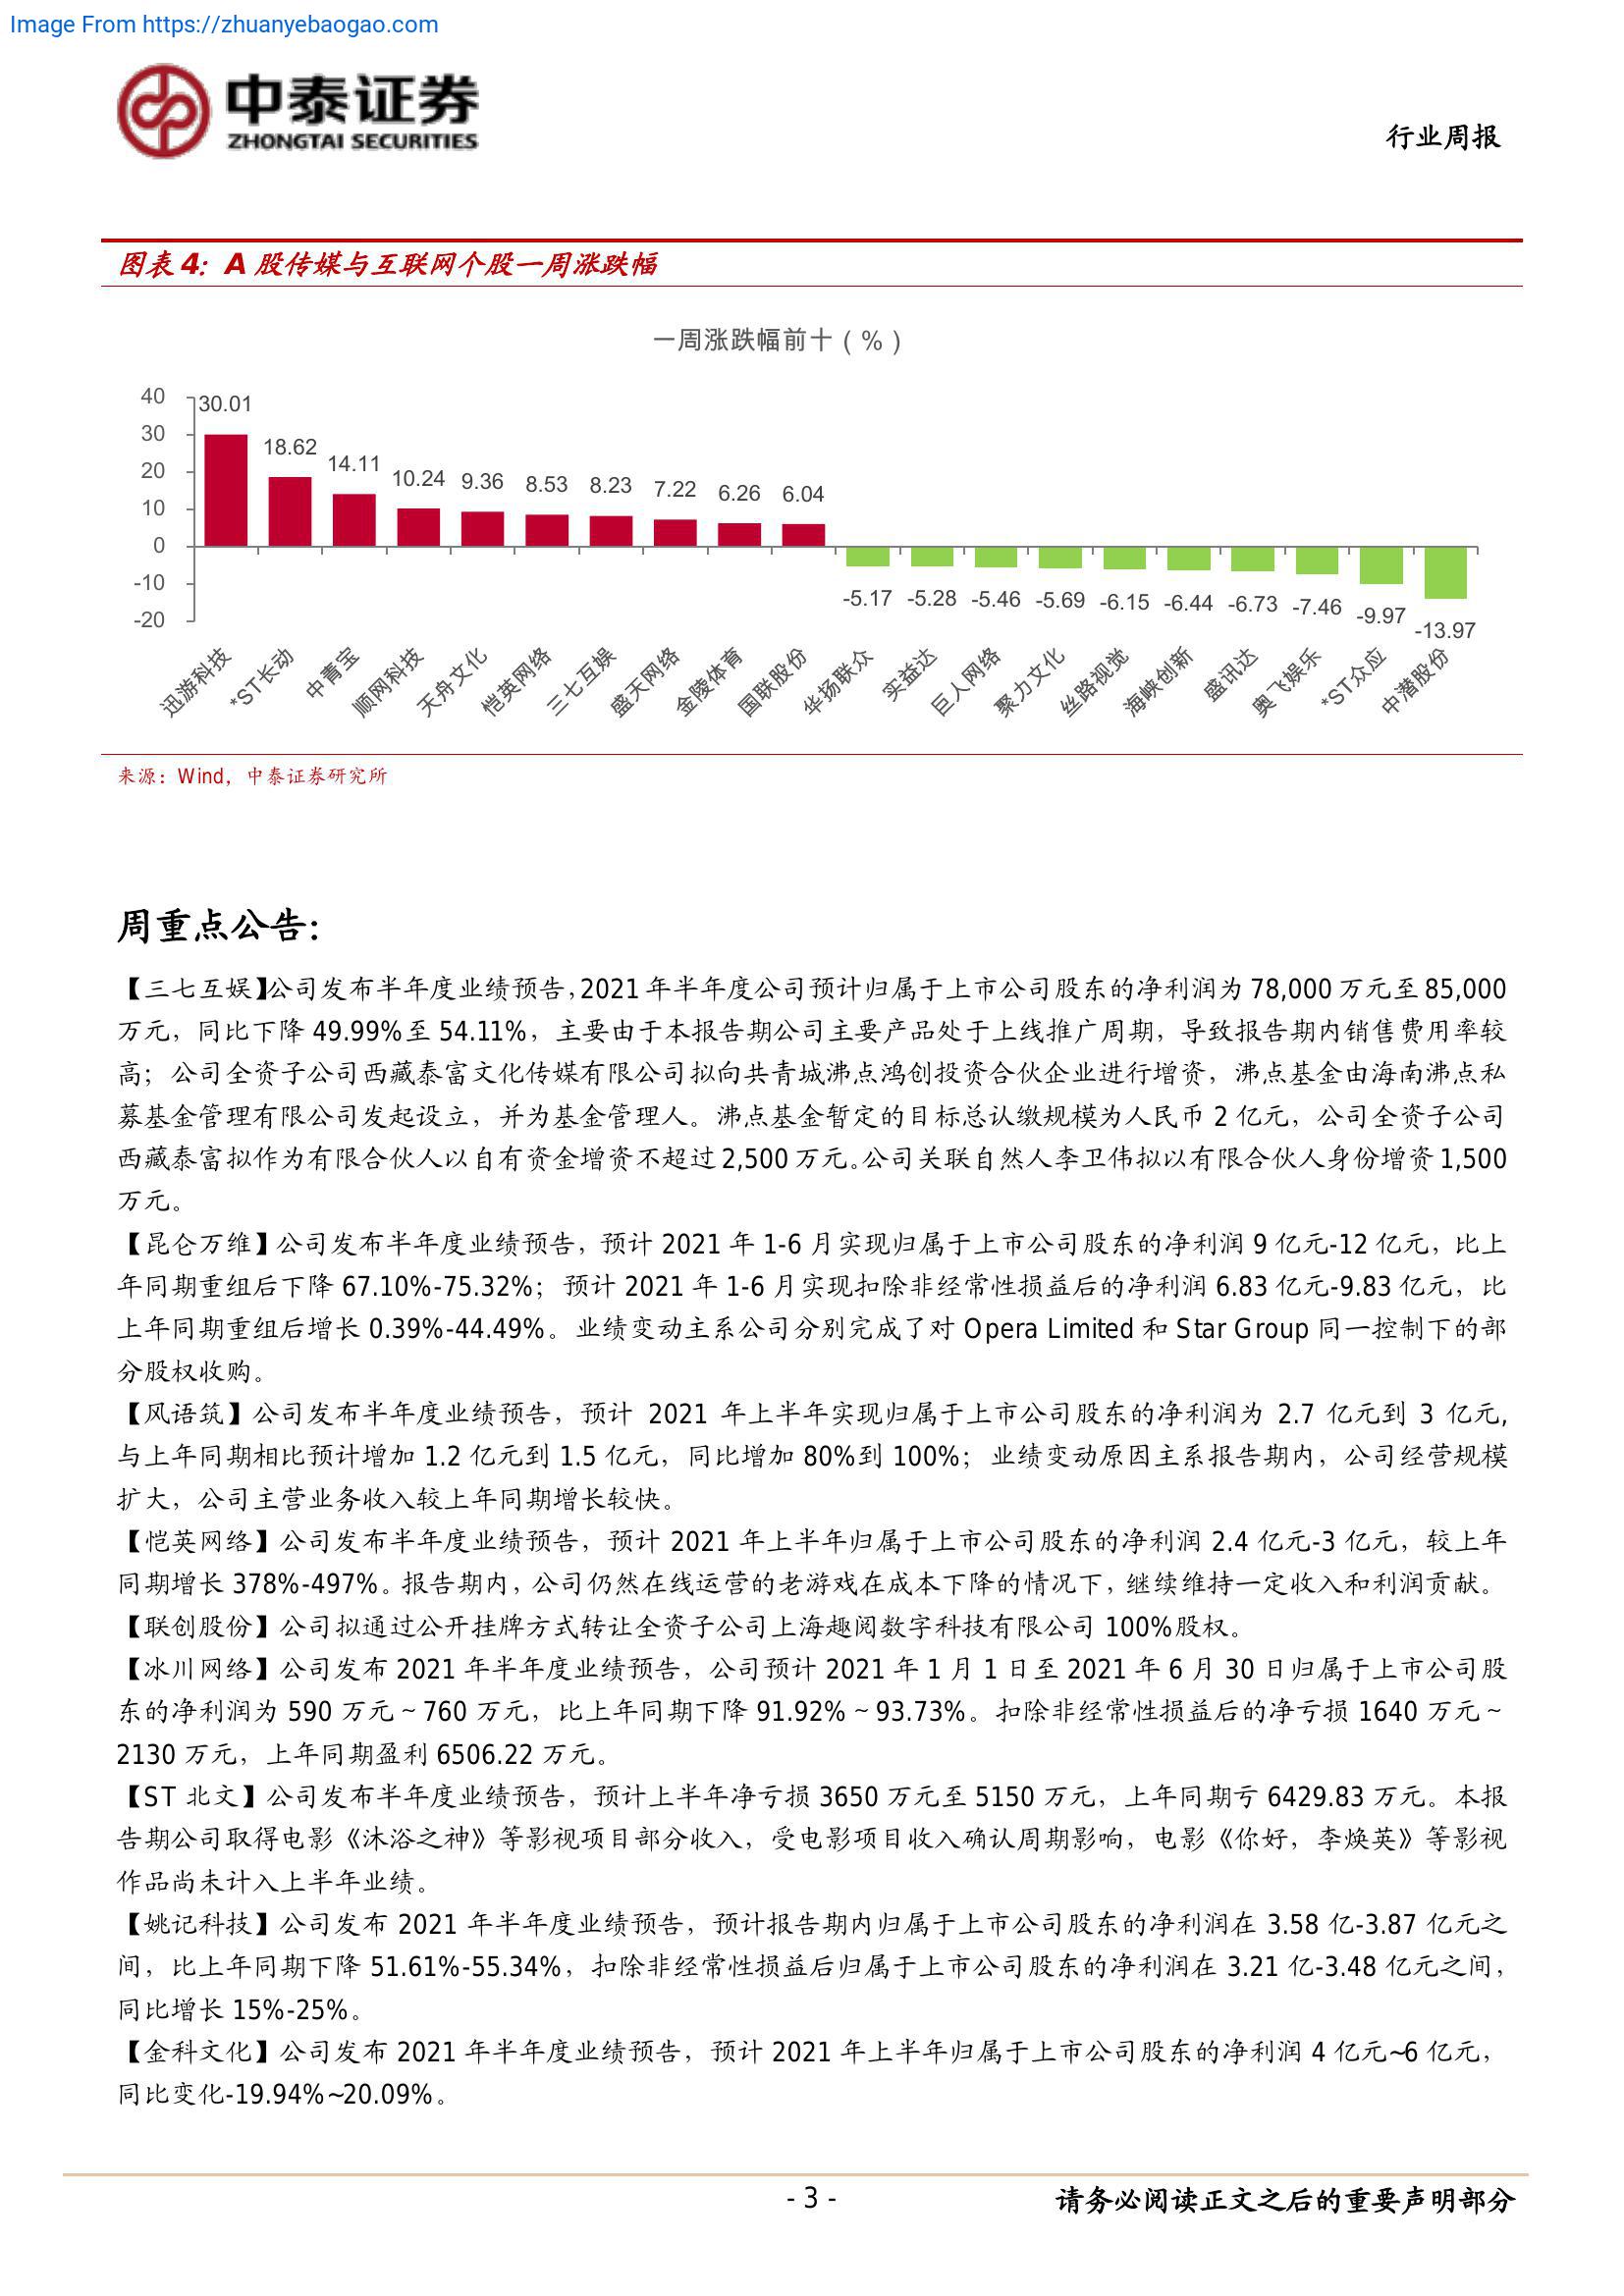 Image From https://zhuanyebaogao.com
中泰证券
ZHONGTAI SECURITIES
行业周报
图表 4：A 股传媒与互联网个股一周涨跌幅
一周涨跌幅前十（%）
40
30
20
10
0
-10
-20
30.01
18.62
14.11
10.24
9.36
8.53
8.23
7.22
6.26
6.04
-5.17
-5.28
-5.46
-5.69
-6.15
-6.44
-6.73
-7.46
-9.97
-13.97
迅游科技
*ST长动
中青宝
顺网科技
天舟文化
恺英网络
三七互娱
盛天网络
金陵体育
国联股份
华扬联众
实益达
巨人网络
聚力文化
丝路视觉
海峡创新
盛讯达
奥飞娱乐
*ST众应
中潜股份
来源：Wind，中泰证券研究所
周重点公告：
【三七互娱】公司发布半年度业绩预告，2021 年半年度公司预计归属于上市公司股东的净利润为 78,000 万元至 85,000
万元，同比下降 49.99%至 54.11%，主要由于本报告期公司主要产品处于上线推广周期，导致报告期内销售费用率较
高；公司全资子公司西藏泰富文化传媒有限公司拟向共青城沸点鸿创投资合伙企业进行增资，沸点基金由海南沸点私
募基金管理有限公司发起设立，并为基金管理人。沸点基金暂定的目标总认缴规模为人民币 2 亿元，公司全资子公司
西藏泰富拟作为有限合伙人以自有资金增资不超过 2,500 万元。公司关联自然人李卫伟拟以有限合伙人身份增资 1,500
万元。
【昆仑万维】公司发布半年度业绩预告，预计 2021 年 1-6 月实现归属于上市公司股东的净利润 9 亿元-12 亿元，比上
年同期重组后下降 67.10%-75.32%；预计 2021 年 1-6 月实现扣除非经常性损益后的净利润 6.83 亿元-9.83 亿元，比
上年同期重组后增长 0.39%-44.49%。业绩变动主系公司分别完成了对 Opera Limited 和 Star Group 同一控制下的部
分股权收购。
【风语筑】公司发布半年度业绩预告，预计 2021 年上半年实现归属于上市公司股东的净利润为 2.7 亿元到 3 亿元，
与上年同期相比预计增加 1.2 亿元到 1.5 亿元，同比增加 80%到 100%；业绩变动原因主系报告期内，公司经营规模
扩大，公司主营业务收入较上年同期增长较快。
【恺英网络】公司发布半年度业绩预告，预计 2021 年上半年归属于上市公司股东的净利润 2.4 亿元-3 亿元，较上年
同期增长 378%-497%。报告期内，公司仍然在线运营的老游戏在成本下降的情况下，继续维持一定收入和利润贡献。
【联创股份】公司拟通过公开挂牌方式转让全资子公司上海趣阅数字科技有限公司 100%股权。
【冰川网络】公司发布 2021 年半年度业绩预告，公司预计 2021 年 1 月 1 日至 2021 年 6 月 30 日归属于上市公司股
东的净利润为 590 万元～760 万元，比上年同期下降 91.92%～93.73%。扣除非经常性损益后的净亏损 1640 万元～
2130 万元，上年同期盈利 6506.22 万元。
【ST 北文】公司发布半年度业绩预告，预计上半年净亏损 3650 万元至 5150 万元，上年同期亏 6429.83 万元。本报
告期公司取得电影《沐浴之神》等影视项目部分收入，受电影项目收入确认周期影响，电影《你好，李焕英》等影视
作品尚未计入上半年业绩。
【姚记科技】公司发布 2021 年半年度业绩预告，预计报告期内归属于上市公司股东的净利润在 3.58 亿-3.87 亿元之
间，比上年同期下降 51.61%-55.34%，扣除非经常性损益后归属于上市公司股东的净利润在 3.21 亿-3.48 亿元之间，
同比增长 15%-25%。
【金科文化】公司发布 2021 年半年度业绩预告，预计 2021 年上半年归属于上市公司股东的净利润 4 亿元~6 亿元，
同比变化-19.94%~20.09%。
- 3 -
请务必阅读正文之后的重要声明部分